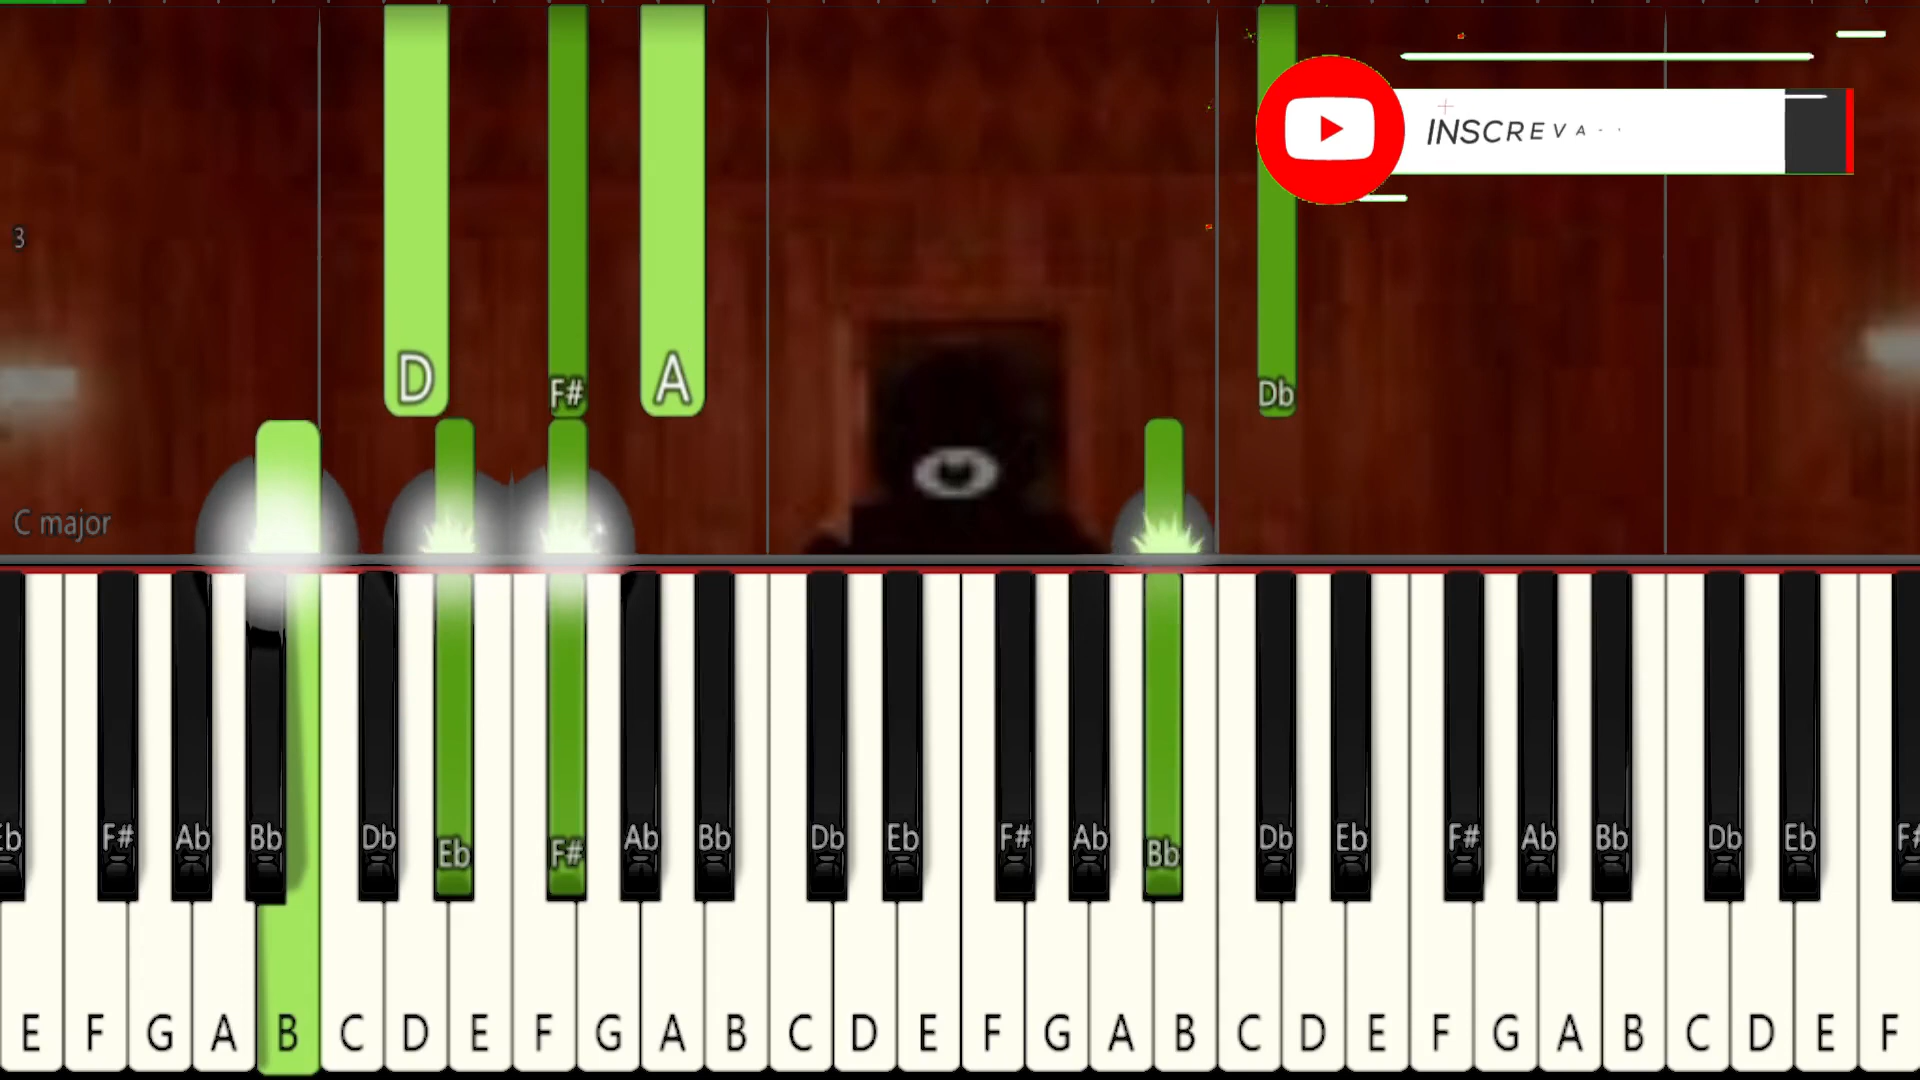 INSCREVA
3
D F# A Db
C major
Eb F# Ab Bb Db Eb F# Ab Bb Db Eb F# Ab Bb Db Eb F# Ab Bb Db Eb F#
E F G A B C D E F G A B C D E F G A B C D E F G A B C D E F